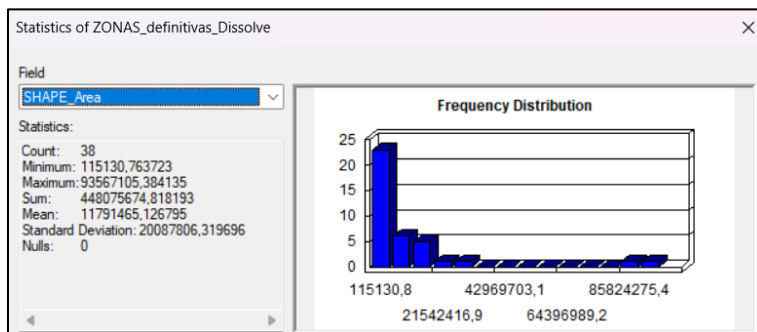 Statistics of ZONAS_definitivas_Dissolve
Field
SHAPE_Area
Statistics:
Count: 38
Minimum: 115130,763723
Maximum: 93567105,384135
Sum: 448075674,818193
Mean: 11791465,126795
Standard Deviation: 20087806,319696
Nulls: 0
Frequency Distribution
25
20
15
10
5
0
115130,8 42969703,1 85824275,4
21542416,9 64396989,2